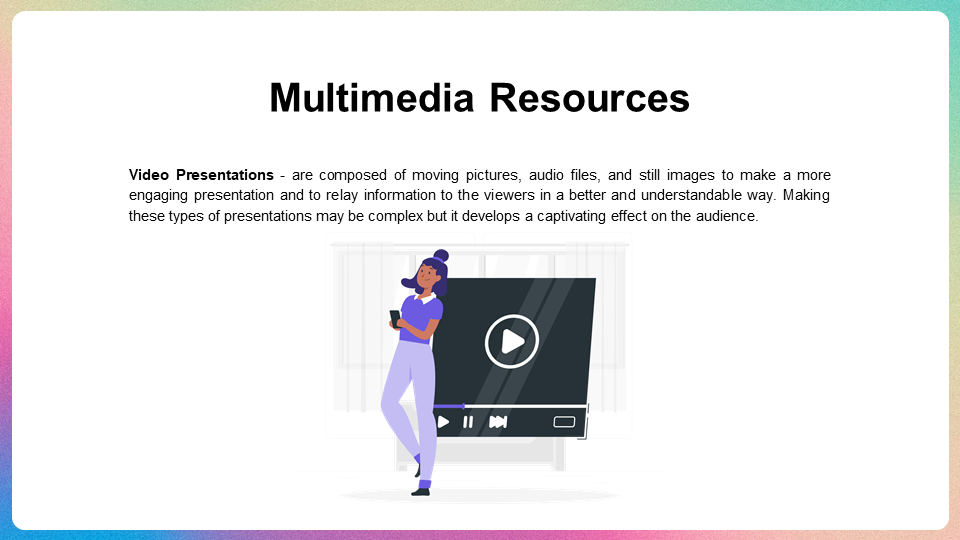 Multimedia Resources
Video Presentations - are composed of moving pictures, audio files, and still images to make a more
engaging presentation and to relay information to the viewers in a better and understandable way. Making
these types of presentations may be complex but it develops a captivating effect on the audience.